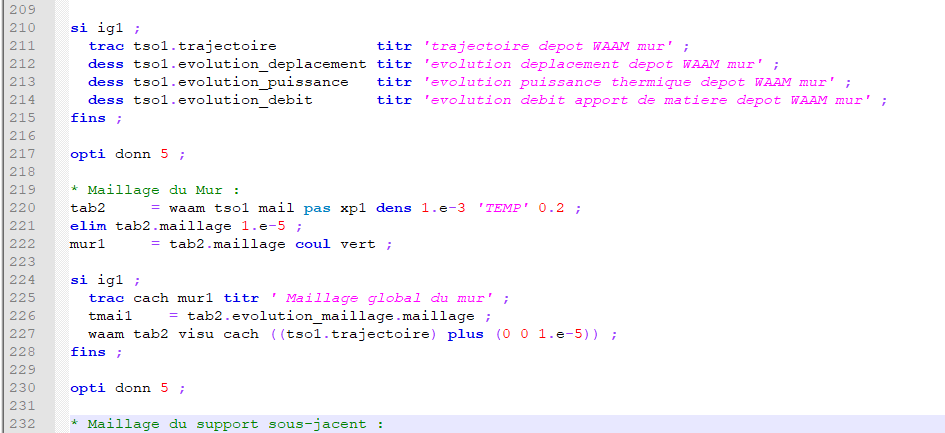 209
210 si ig1 ;
211 trac tso1.trajectoire titr 'trajectoire depot WAAM mur' ;
212 dess tso1.evolution_deplacement titr 'evolution deplacement depot WAAM mur' ;
213 dess tso1.evolution_puissance titr 'evolution puissance thermique depot WAAM mur' ;
214 dess tso1.evolution_debit titr 'evolution debit apport de matiere depot WAAM mur' ;
215 fins ;
216
217 opti donn 5 ;
218
219 * Maillage du Mur :
220 tab2 = waam tso1 mail pas xp1 dens 1.e-3 'TEMP' 0.2 ;
221 elim tab2.maillage 1.e-5 ;
222 mur1 = tab2.maillage coul vert ;
223
224 si ig1 ;
225 trac cach mur1 titr ' Maillage global du mur' ;
226 tmai1 = tab2.evolution_maillage.maillage ;
227 waam tab2 visu cach ((tso1.trajectoire) plus (0 0 1.e-5)) ;
228 fins ;
229
230 opti donn 5 ;
231
232 * Maillage du support sous-jacent :